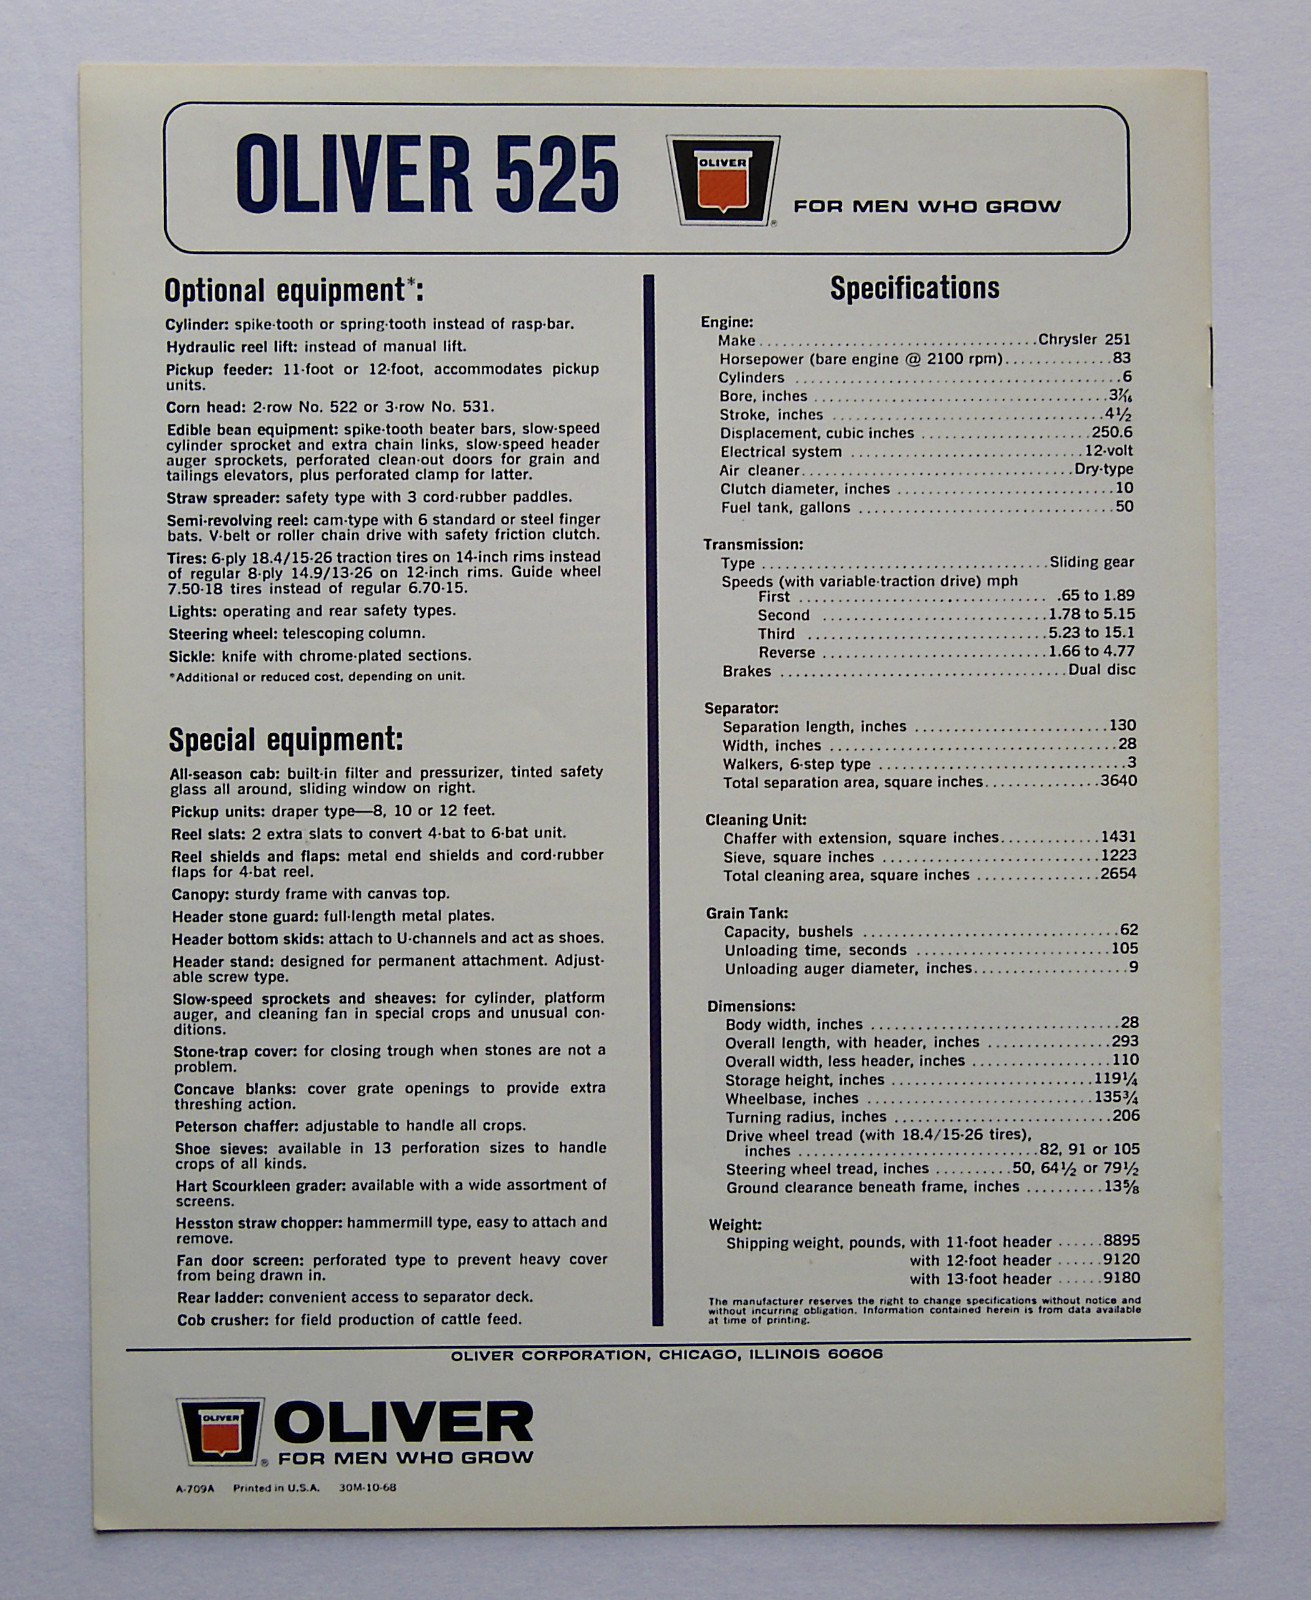 OLIVER 525
OLIVER
®
FOR MEN WHO GROW
Optional equipment*:
Cylinder: spike-tooth or spring-tooth instead of rasp-bar.
Hydraulic reel lift: instead of manual lift.
Pickup feeder: 11-foot or 12-foot, accommodates pickup
units.
Corn head: 2-row No. 522 or 3-row No. 531.
Edible bean equipment: spike-tooth beater bars, slow-speed
cylinder sprocket and extra chain links, slow-speed header
auger sprockets, perforated clean-out doors for grain and
tailings elevators, plus perforated clamp for latter.
Straw spreader: safety type with 3 cord-rubber paddles.
Semi-revolving reel: cam-type with 6 standard or steel finger
bats. V-belt or roller chain drive with safety friction clutch.
Tires: 6-ply 18.4/15-26 traction tires on 14-inch rims instead
of regular 8-ply 14.9/13-26 on 12-inch rims. Guide wheel
7.50-18 tires instead of regular 6.70-15.
Lights: operating and rear safety types.
Steering wheel: telescoping column.
Sickle: knife with chrome-plated sections.
*Additional or reduced cost, depending on unit.
Special equipment:
All-season cab: built-in filter and pressurizer, tinted safety
glass all around, sliding window on right.
Pickup units: draper type—8, 10 or 12 feet.
Reel slats: 2 extra slats to convert 4-bat to 6-bat unit.
Reel shields and flaps: metal end shields and cord-rubber
flaps for 4-bat reel.
Canopy: sturdy frame with canvas top.
Header stone guard: full-length metal plates.
Header bottom skids: attach to U-channels and act as shoes.
Header stand: designed for permanent attachment. Adjust-
able screw type.
Slow-speed sprockets and sheaves: for cylinder, platform
auger, and cleaning fan in special crops and unusual con-
ditions.
Stone-trap cover: for closing trough when stones are not a
problem.
Concave blanks: cover grate openings to provide extra
threshing action.
Peterson chaffer: adjustable to handle all crops.
Shoe sieves: available in 13 perforation sizes to handle
crops of all kinds.
Hart Scourkleen grader: available with a wide assortment of
screens.
Hesston straw chopper: hammermill type, easy to attach and
remove.
Fan door screen: perforated type to prevent heavy cover
from being drawn in.
Rear ladder: convenient access to separator deck.
Cob crusher: for field production of cattle feed.
Specifications
Engine:
Make ........ Chrysler 251
Horsepower (bare engine @ 2100 rpm) ........ 83
Cylinders ........ 6
Bore, inches ........ 3 7/16
Stroke, inches ........ 4½
Displacement, cubic inches ........ 250.6
Electrical system ........ 12-volt
Air cleaner ........ Dry-type
Clutch diameter, inches ........ 10
Fuel tank, gallons ........ 50
Transmission:
Type ........ Sliding gear
Speeds (with variable-traction drive) mph
First ........ .65 to 1.89
Second ........ 1.78 to 5.15
Third ........ 5.23 to 15.1
Reverse ........ 1.66 to 4.77
Brakes ........ Dual disc
Separator:
Separation length, inches ........ 130
Width, inches ........ 28
Walkers, 6-step type ........ 3
Total separation area, square inches ........ 3640
Cleaning Unit:
Chaffer with extension, square inches ........ 1431
Sieve, square inches ........ 1223
Total cleaning area, square inches ........ 2654
Grain Tank:
Capacity, bushels ........ 62
Unloading time, seconds ........ 105
Unloading auger diameter, inches ........ 9
Dimensions:
Body width, inches ........ 28
Overall length, with header, inches ........ 293
Overall width, less header, inches ........ 110
Storage height, inches ........ 119¼
Wheelbase, inches ........ 135¾
Turning radius, inches ........ 206
Drive wheel tread (with 18.4/15-26 tires),
inches ........ 82, 91 or 105
Steering wheel tread, inches ........ 50, 64½ or 79½
Ground clearance beneath frame, inches ........ 13⅝
Weight:
Shipping weight, pounds, with 11-foot header ...... 8895
with 12-foot header ...... 9120
with 13-foot header ...... 9180
The manufacturer reserves the right to change specifications without notice and
without incurring obligation. Information contained herein is from data available
at time of printing.
OLIVER CORPORATION, CHICAGO, ILLINOIS 60606
OLIVER
®
OLIVER
FOR MEN WHO GROW
A-709A Printed in U.S.A. 30M-10-68